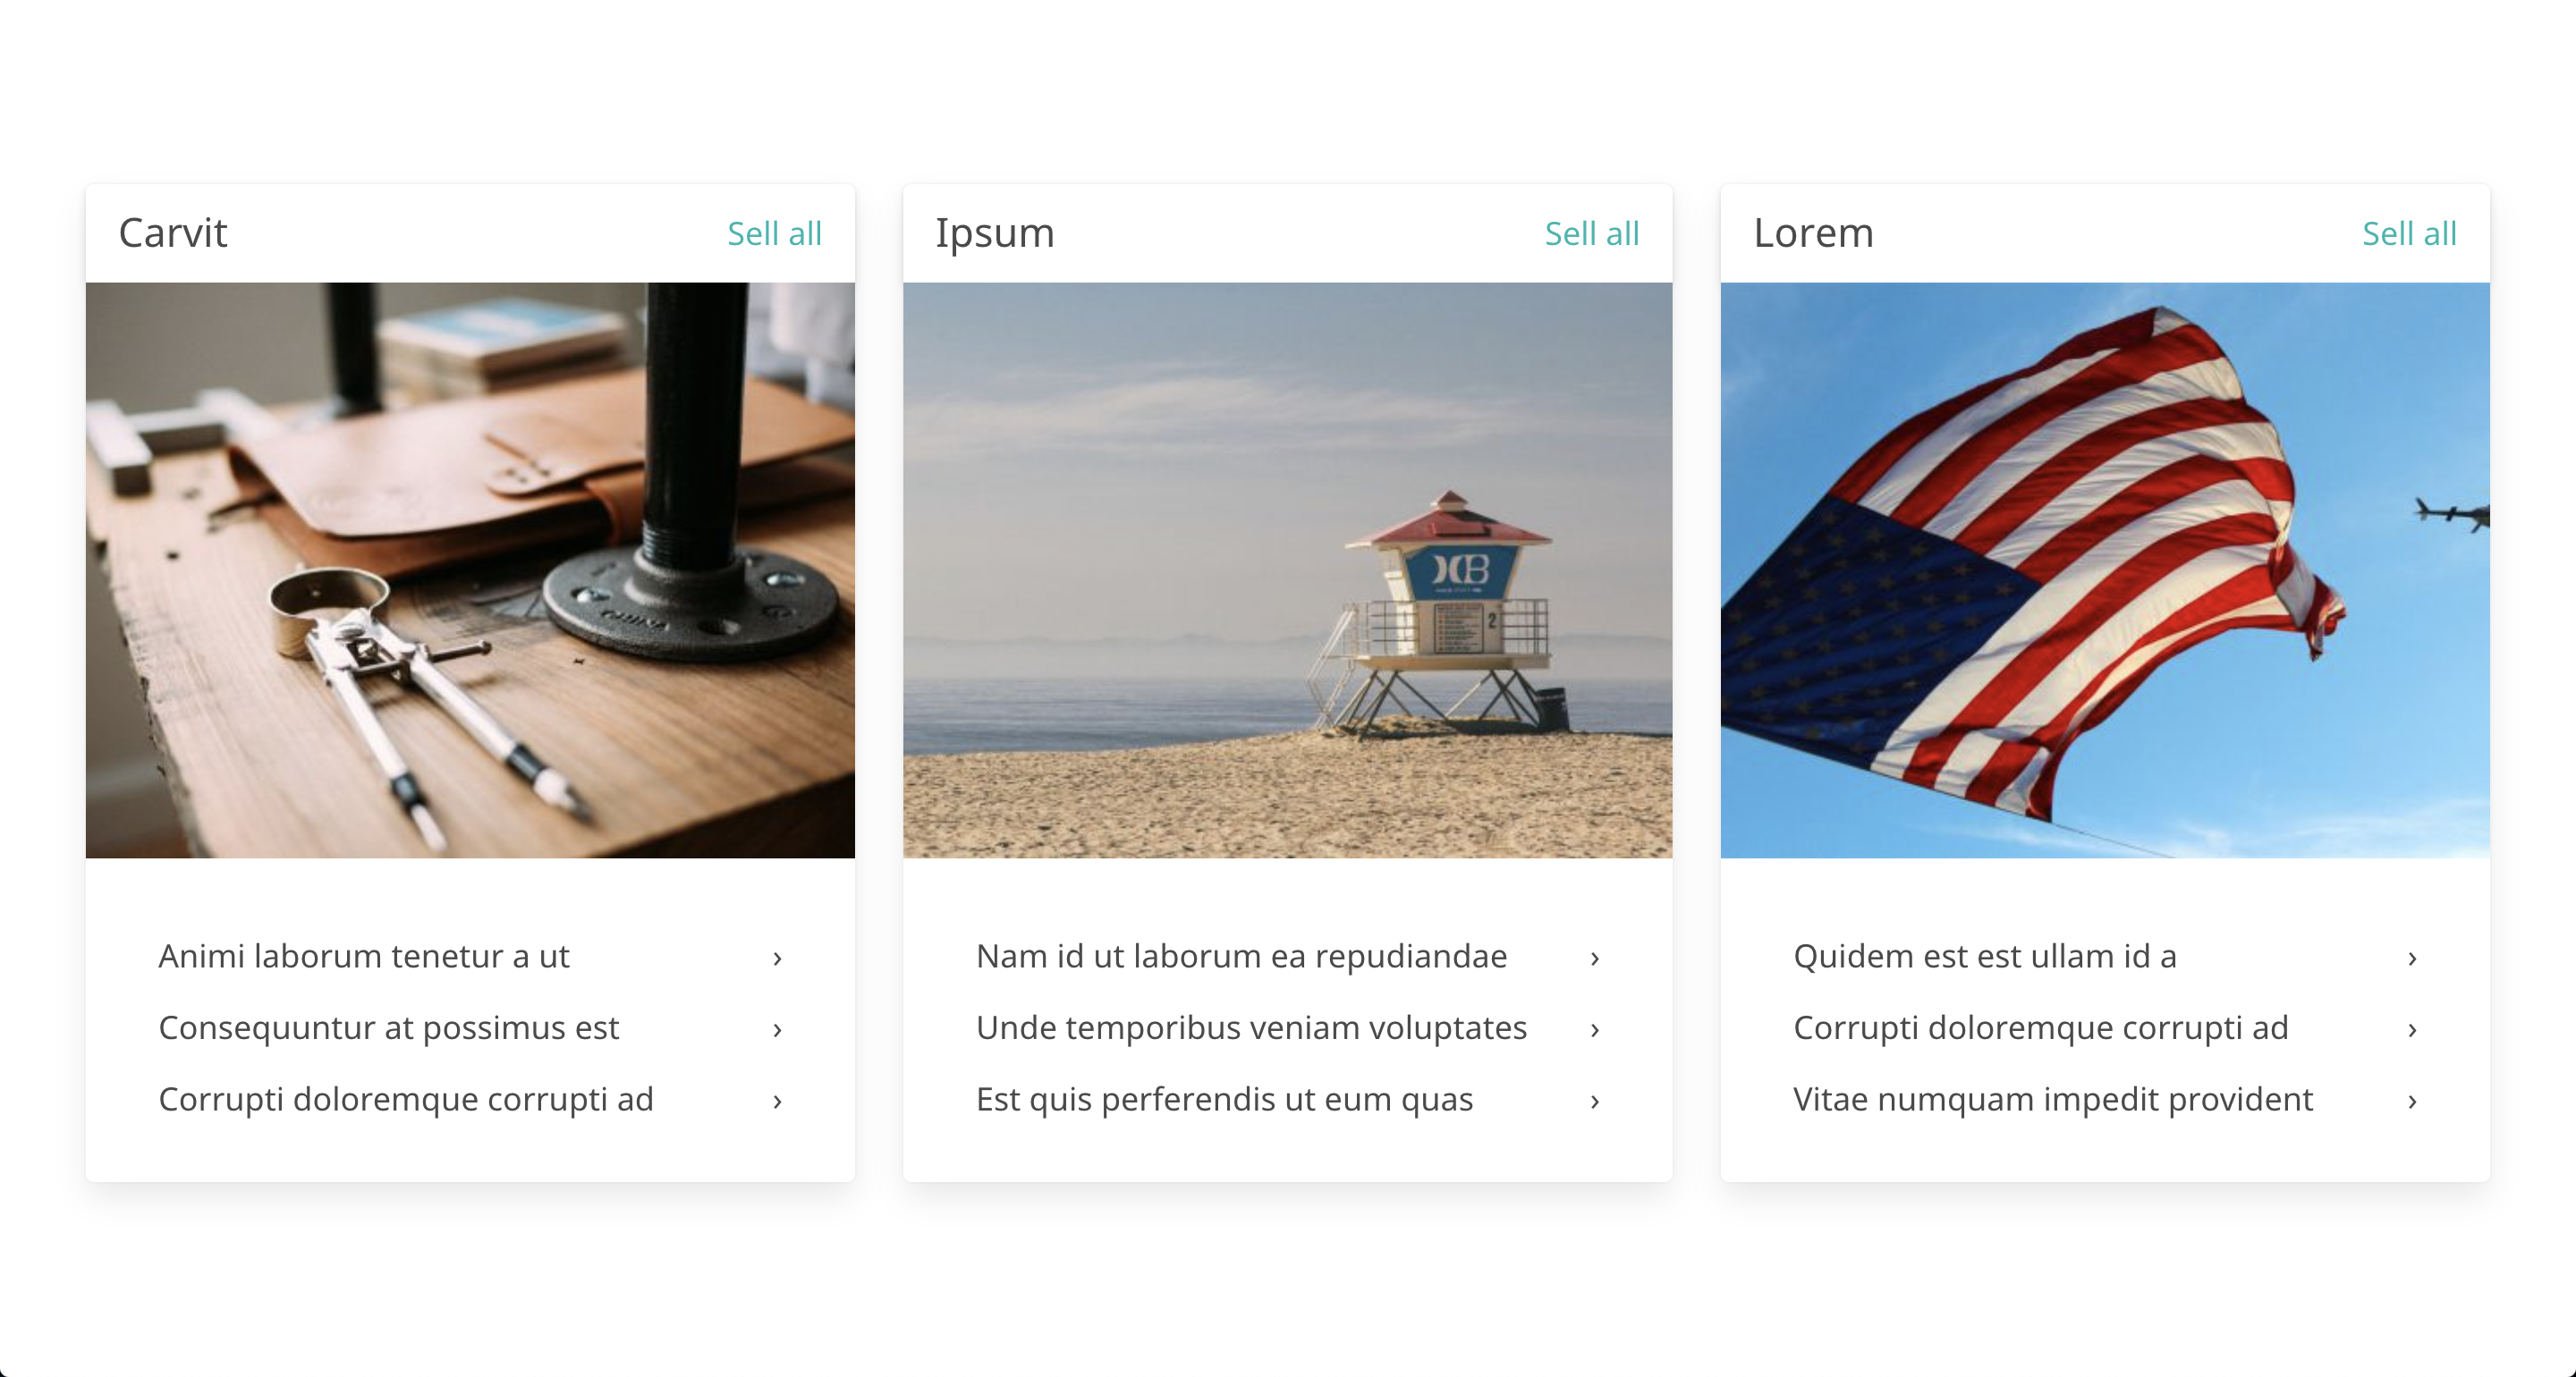 Carvit
Sell all
Animi laborum tenetur a ut ›
Consequuntur at possimus est ›
Corrupti doloremque corrupti ad ›
Ipsum
Sell all
HB
2
Nam id ut laborum ea repudiandae ›
Unde temporibus veniam voluptates ›
Est quis perferendis ut eum quas ›
Lorem
Sell all
Quidem est est ullam id a ›
Corrupti doloremque corrupti ad ›
Vitae numquam impedit provident ›